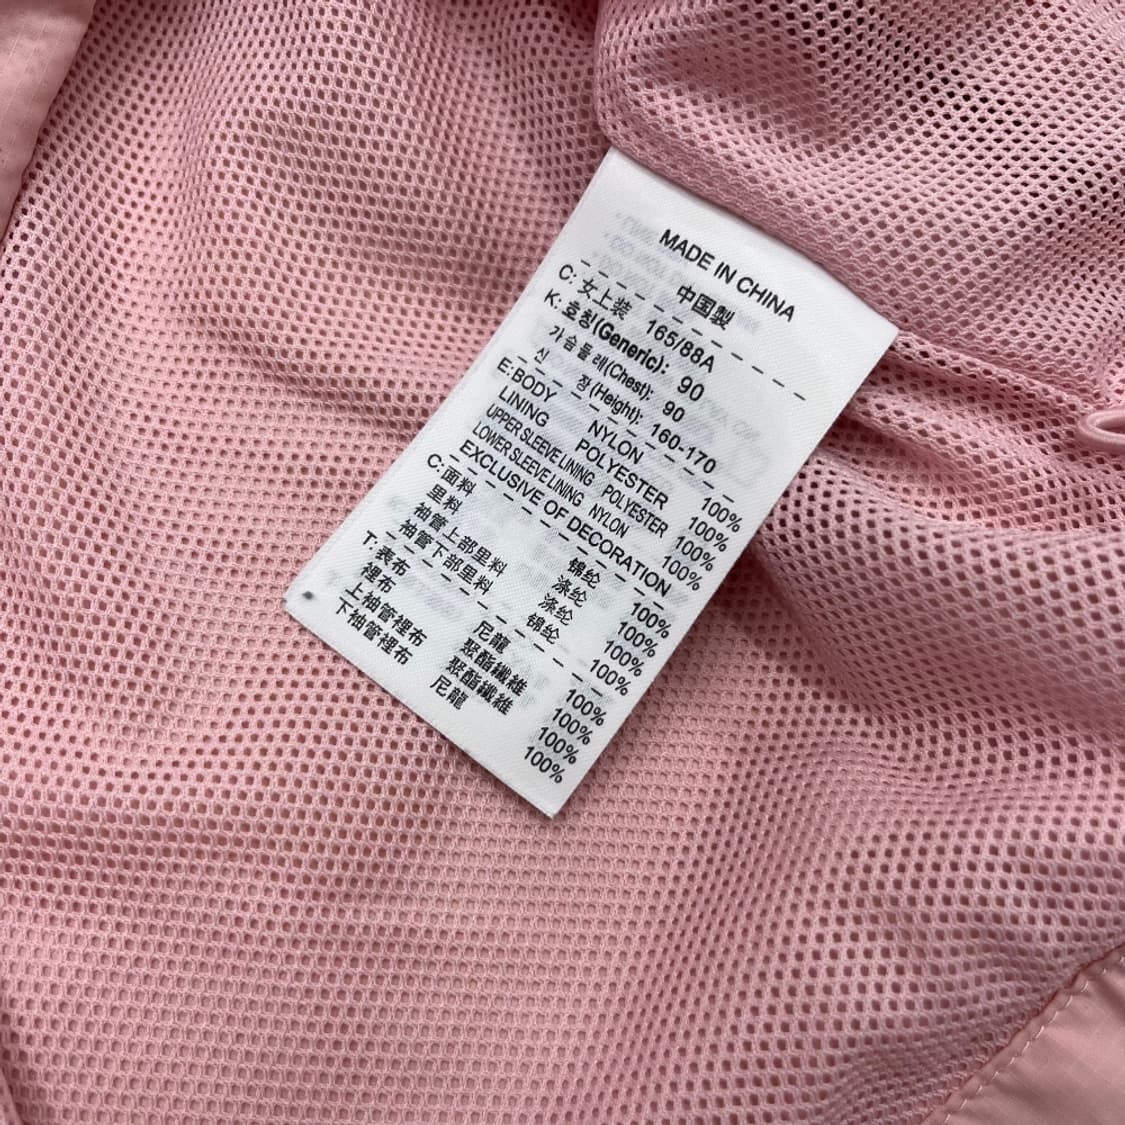 MADE IN CHINA
中国製
C: 女上装 165/88A
K: 호칭(Generic): 90
가슴둘레(Chest): 90
신 장(Height): 160-170
E: BODY NYLON 100%
LINING POLYESTER 100%
UPPER SLEEVE LINING POLYESTER 100%
LOWER SLEEVE LINING NYLON 100%
EXCLUSIVE OF DECORATION
C: 面料 锦纶 100%
里料 涤纶 100%
袖管上部里料 涤纶 100%
袖管下部里料 锦纶 100%
T: 表布 尼龍 100%
裡布 聚酯纖維 100%
上袖管裡布 聚酯纖維 100%
下袖管裡布 尼龍 100%